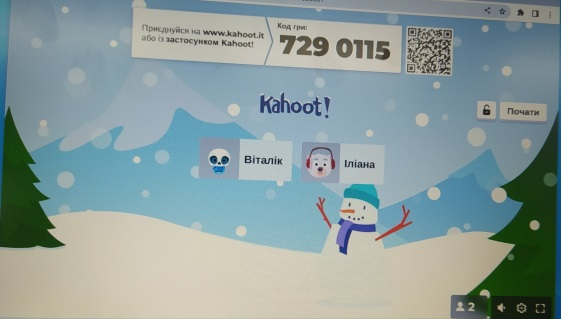 Приєднуйся на www.kahoot.it
або із застосунком Kahoot!
Код гри:
729 0115
Kahoot!
Почати
Віталік
Іліана
2